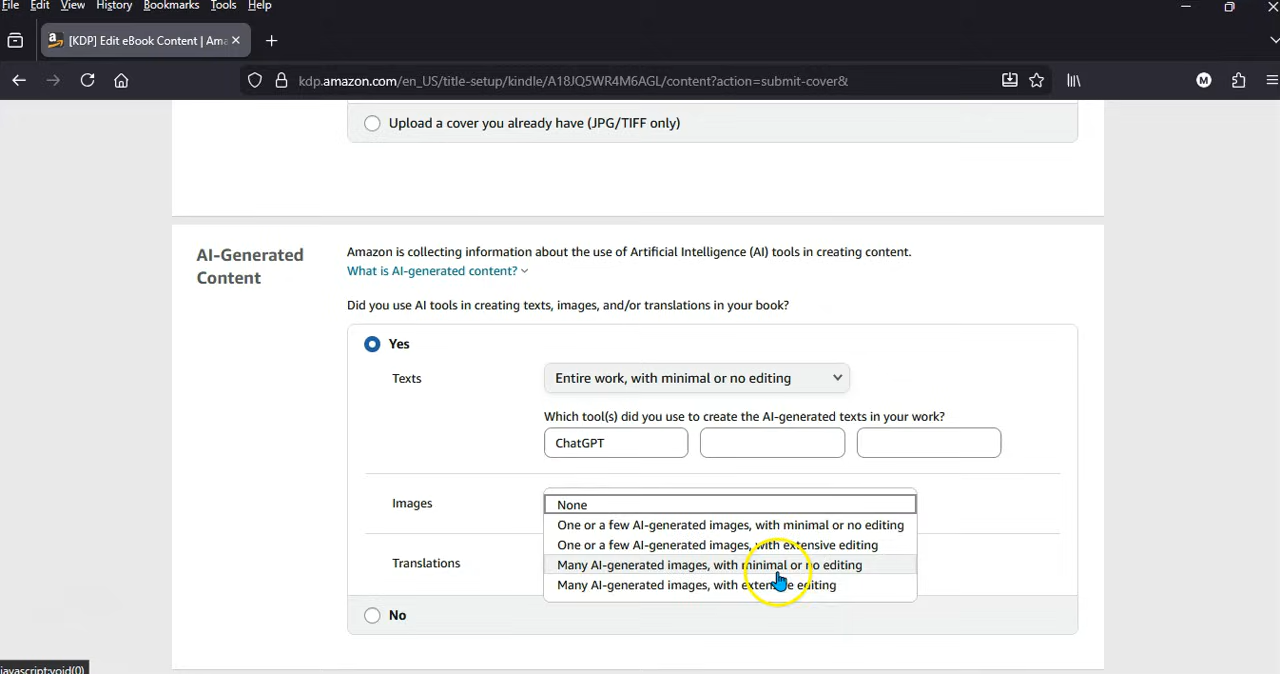 File Edit View History Bookmarks Tools Help
[KDP] Edit eBook Content | Ama
kdp.amazon.com/en_US/title-setup/kindle/A18JQ5WR4M6AGL/content?action=submit-cover&
M
Upload a cover you already have (JPG/TIFF only)
AI-Generated Content
Amazon is collecting information about the use of Artificial Intelligence (AI) tools in creating content.
What is AI-generated content?
Did you use AI tools in creating texts, images, and/or translations in your book?
Yes
Texts
Entire work, with minimal or no editing
Which tool(s) did you use to create the AI-generated texts in your work?
ChatGPT
Images
None
One or a few AI-generated images, with minimal or no editing
One or a few AI-generated images, with extensive editing
Many AI-generated images, with minimal or no editing
Many AI-generated images, with extensive editing
Translations
No
javascript:void(0)